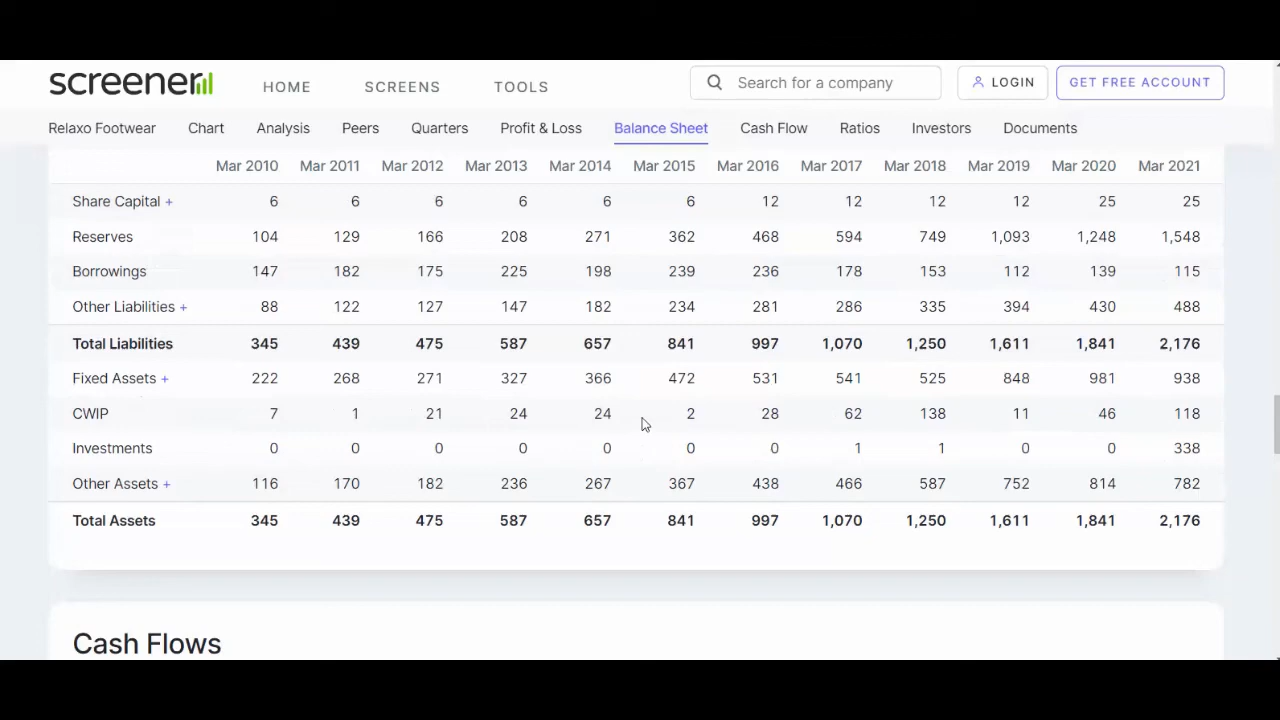 screener HOME SCREENS TOOLS Search for a company LOGIN GET FREE ACCOUNT
Relaxo Footwear Chart Analysis Peers Quarters Profit & Loss Balance Sheet Cash Flow Ratios Investors Documents
Mar 2010 Mar 2011 Mar 2012 Mar 2013 Mar 2014 Mar 2015 Mar 2016 Mar 2017 Mar 2018 Mar 2019 Mar 2020 Mar 2021
Share Capital + 6 6 6 6 6 6 12 12 12 12 25 25
Reserves 104 129 166 208 271 362 468 594 749 1,093 1,248 1,548
Borrowings 147 182 175 225 198 239 236 178 153 112 139 115
Other Liabilities + 88 122 127 147 182 234 281 286 335 394 430 488
Total Liabilities 345 439 475 587 657 841 997 1,070 1,250 1,611 1,841 2,176
Fixed Assets + 222 268 271 327 366 472 531 541 525 848 981 938
CWIP 7 1 21 24 24 2 28 62 138 11 46 118
Investments 0 0 0 0 0 0 0 1 1 0 0 338
Other Assets + 116 170 182 236 267 367 438 466 587 752 814 782
Total Assets 345 439 475 587 657 841 997 1,070 1,250 1,611 1,841 2,176
Cash Flows